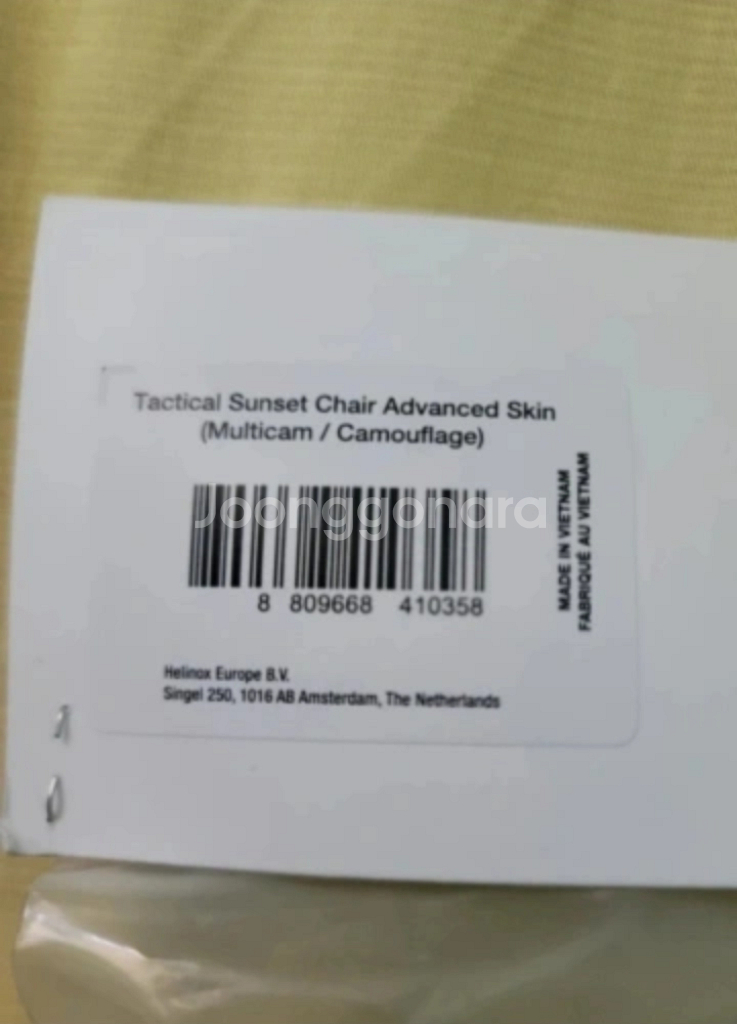 Tactical Sunset Chair Advanced Skin
(Multicam / Camouflage)
Joonggonara
8 809668 410358
MADE IN VIETNAM
FABRIQUÉ AU VIETNAM
Helinox Europe B.V.
Singel 250, 1016 AB Amsterdam, The Netherlands